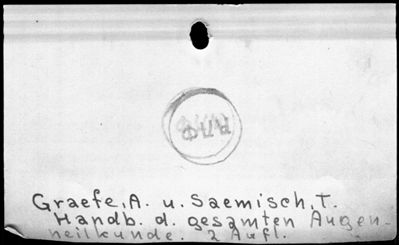 Graefe, A. u. Saemisch, T.
Handb. d. gesamten Augen-
heilkunde. 2 Aufl.